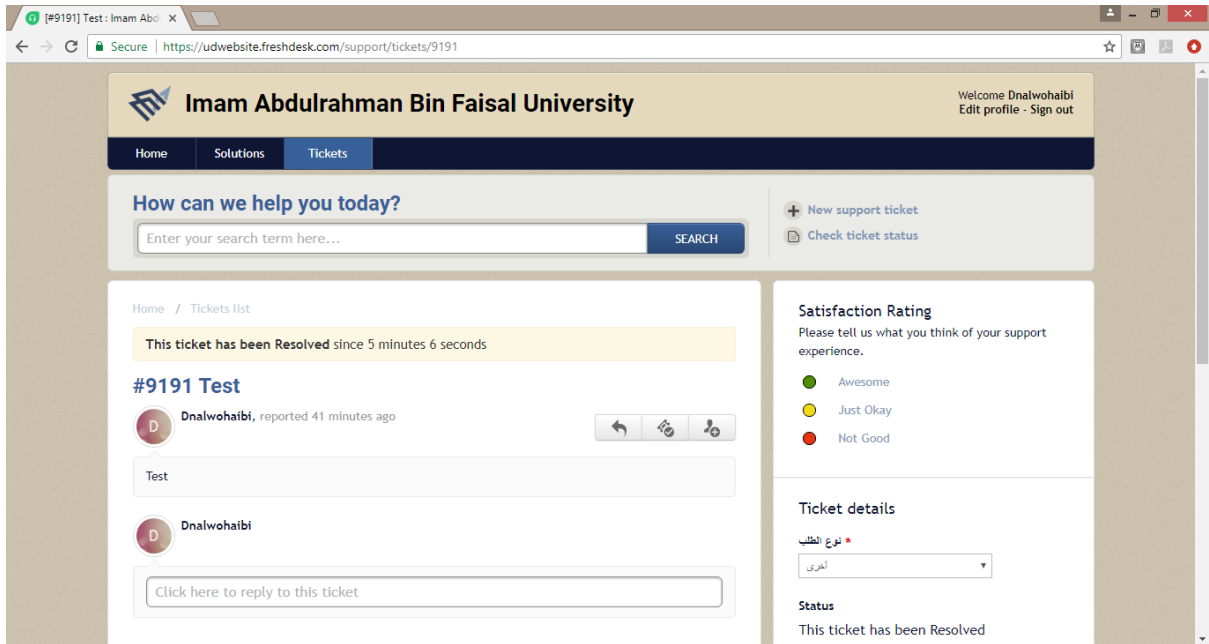 [#9191] Test : Imam Abd
Secure | https://udwebsite.freshdesk.com/support/tickets/9191
Imam Abdulrahman Bin Faisal University
Welcome Dnalwohaibi
Edit profile - Sign out
Home Solutions Tickets
How can we help you today?
Enter your search term here...
SEARCH
New support ticket
Check ticket status
Home / Tickets list
This ticket has been Resolved since 5 minutes 6 seconds
#9191 Test
D
Dnalwohaibi, reported 41 minutes ago
Test
D
Dnalwohaibi
Click here to reply to this ticket
Satisfaction Rating
Please tell us what you think of your support
experience.
Awesome
Just Okay
Not Good
Ticket details
نوع الطلب *
أخرى
Status
This ticket has been Resolved